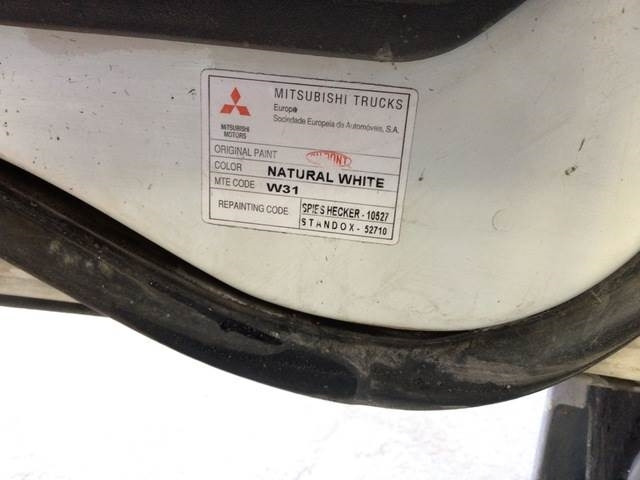 MITSUBISHI TRUCKS
Europe
Sociedade Europeia de Automóveis, S.A.
MITSUBISHI
MOTORS
ORIGINAL PAINT DUPONT
COLOR NATURAL WHITE
MTE CODE W31
REPAINTING CODE SPIES HECKER - 10527
STANDOX - 52710